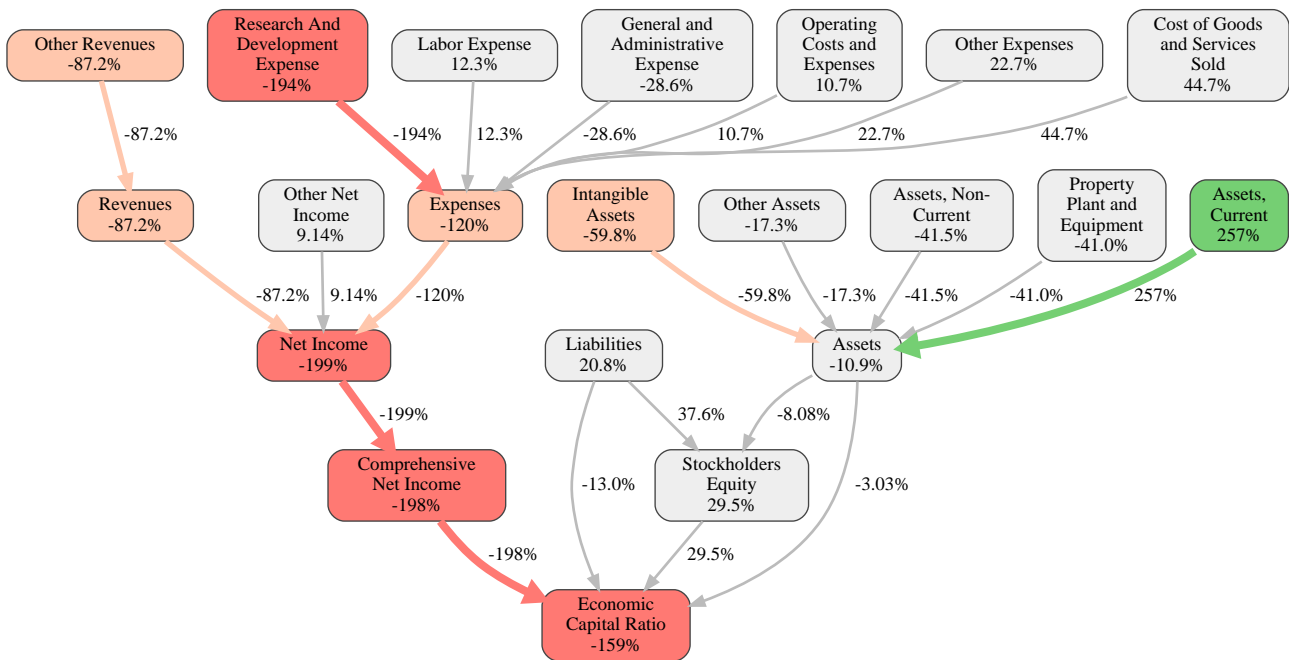 Other Revenues
-87.2%
Research And
Development
Expense
-194%
Labor Expense
12.3%
General and
Administrative
Expense
-28.6%
Operating
Costs and
Expenses
10.7%
Other Expenses
22.7%
Cost of Goods
and Services
Sold
44.7%
-87.2%
-194%
12.3%
-28.6%
10.7%
22.7%
44.7%
Revenues
-87.2%
Other Net
Income
9.14%
Expenses
-120%
Intangible
Assets
-59.8%
Other Assets
-17.3%
Assets, Non-
Current
-41.5%
Property
Plant and
Equipment
-41.0%
Assets,
Current
257%
-87.2%
9.14%
-120%
-59.8%
-17.3%
-41.5%
-41.0%
257%
Net Income
-199%
Liabilities
20.8%
Assets
-10.9%
-199%
37.6%
-8.08%
Comprehensive
Net Income
-198%
-13.0%
Stockholders
Equity
29.5%
-3.03%
-198%
29.5%
Economic
Capital Ratio
-159%